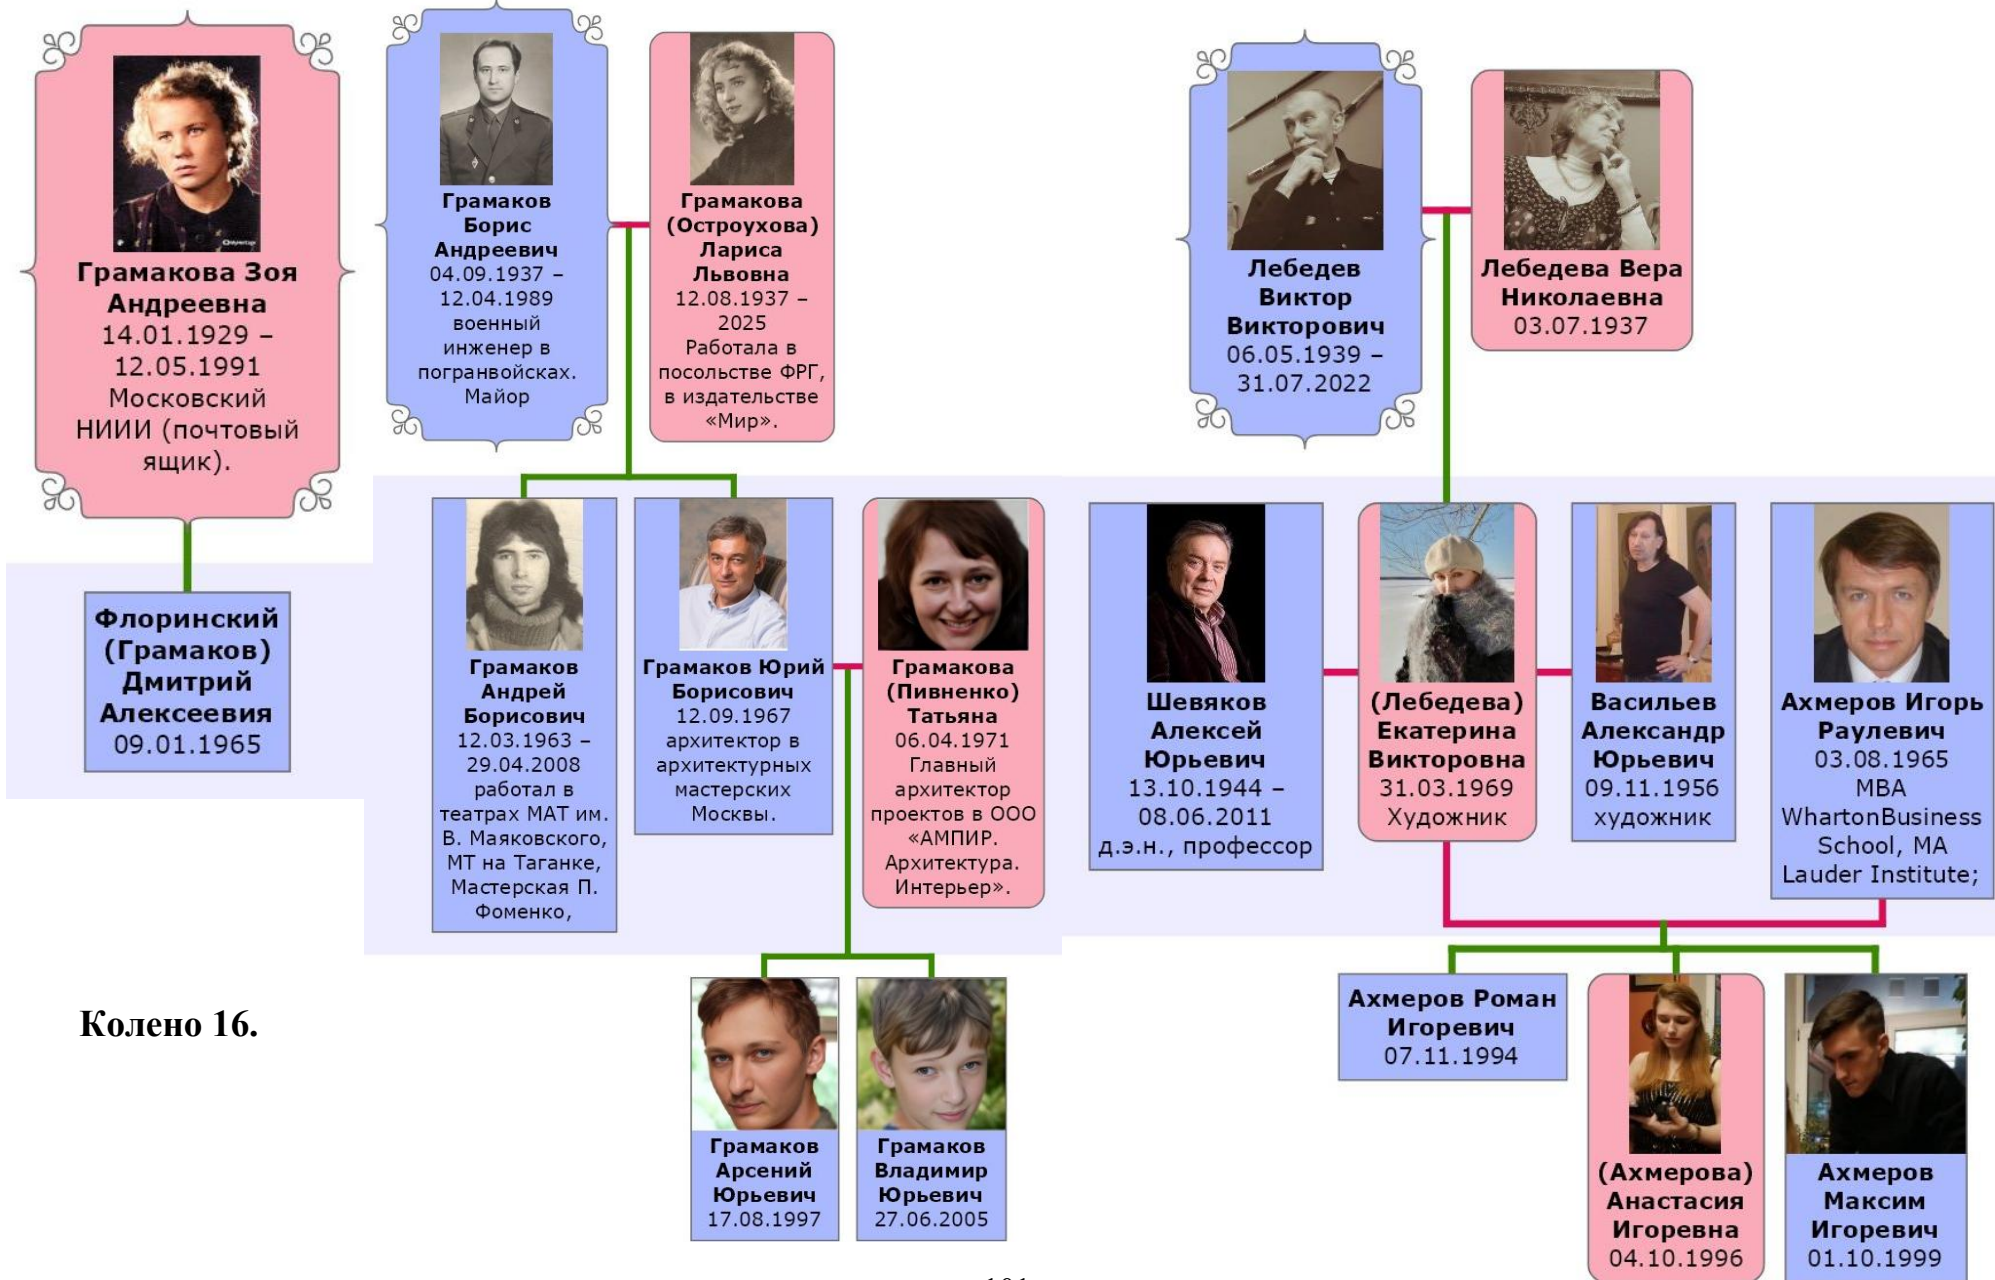 Грамакова Зоя
Андреевна
14.01.1929 –
12.05.1991
Московский
НИИИ (почтовый
ящик).
Грамаков
Борис
Андреевич
04.09.1937 –
12.04.1989
военный
инженер в
погранвойсках.
Майор
Грамакова
(Остроухова)
Лариса
Львовна
12.08.1937 –
2025
Работала в
посольстве ФРГ,
в издательстве
«Мир».
Лебедев
Виктор
Викторович
06.05.1939 –
31.07.2022
Лебедева Вера
Николаевна
03.07.1937
Флоринский
(Грамаков)
Дмитрий
Алексеевия
09.01.1965
Грамаков
Андрей
Борисович
12.03.1963 –
29.04.2008
работал в
театрах МАТ им.
В. Маяковского,
МТ на Таганке,
Мастерская П.
Фоменко,
Грамаков Юрий
Борисович
12.09.1967
архитектор в
архитектурных
мастерских
Москвы.
Грамакова
(Пивненко)
Татьяна
06.04.1971
Главный
архитектор
проектов в ООО
«АМПИР.
Архитектура.
Интерьер».
Шевяков
Алексей
Юрьевич
13.10.1944 –
08.06.2011
д.э.н., профессор
(Лебедева)
Екатерина
Викторовна
31.03.1969
Художник
Васильев
Александр
Юрьевич
09.11.1956
художник
Ахмеров Игорь
Раулевич
03.08.1965
MBA
WhartonBusiness
School, MA
Lauder Institute;
Колено 16.
Грамаков
Арсений
Юрьевич
17.08.1997
Грамаков
Владимир
Юрьевич
27.06.2005
Ахмеров Роман
Игоревич
07.11.1994
(Ахмерова)
Анастасия
Игоревна
04.10.1996
Ахмеров
Максим
Игоревич
01.10.1999